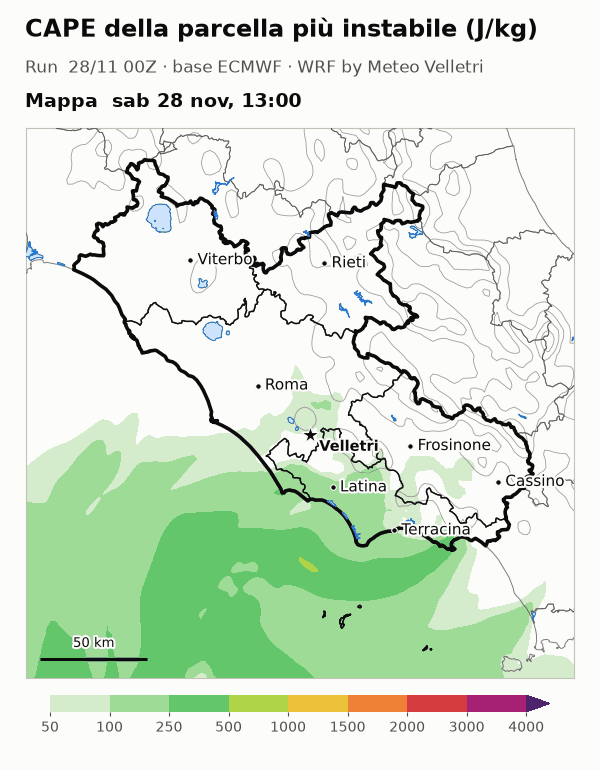 CAPE della parcella più instabile (J/kg)
Run 28/11 00Z · base ECMWF · WRF by Meteo Velletri
Mappa sab 28 nov, 13:00
Viterbo
Rieti
Roma
Velletri
Frosinone
Latina
Cassino
Terracina
50 km
50 100 250 500 1000 1500 2000 3000 4000